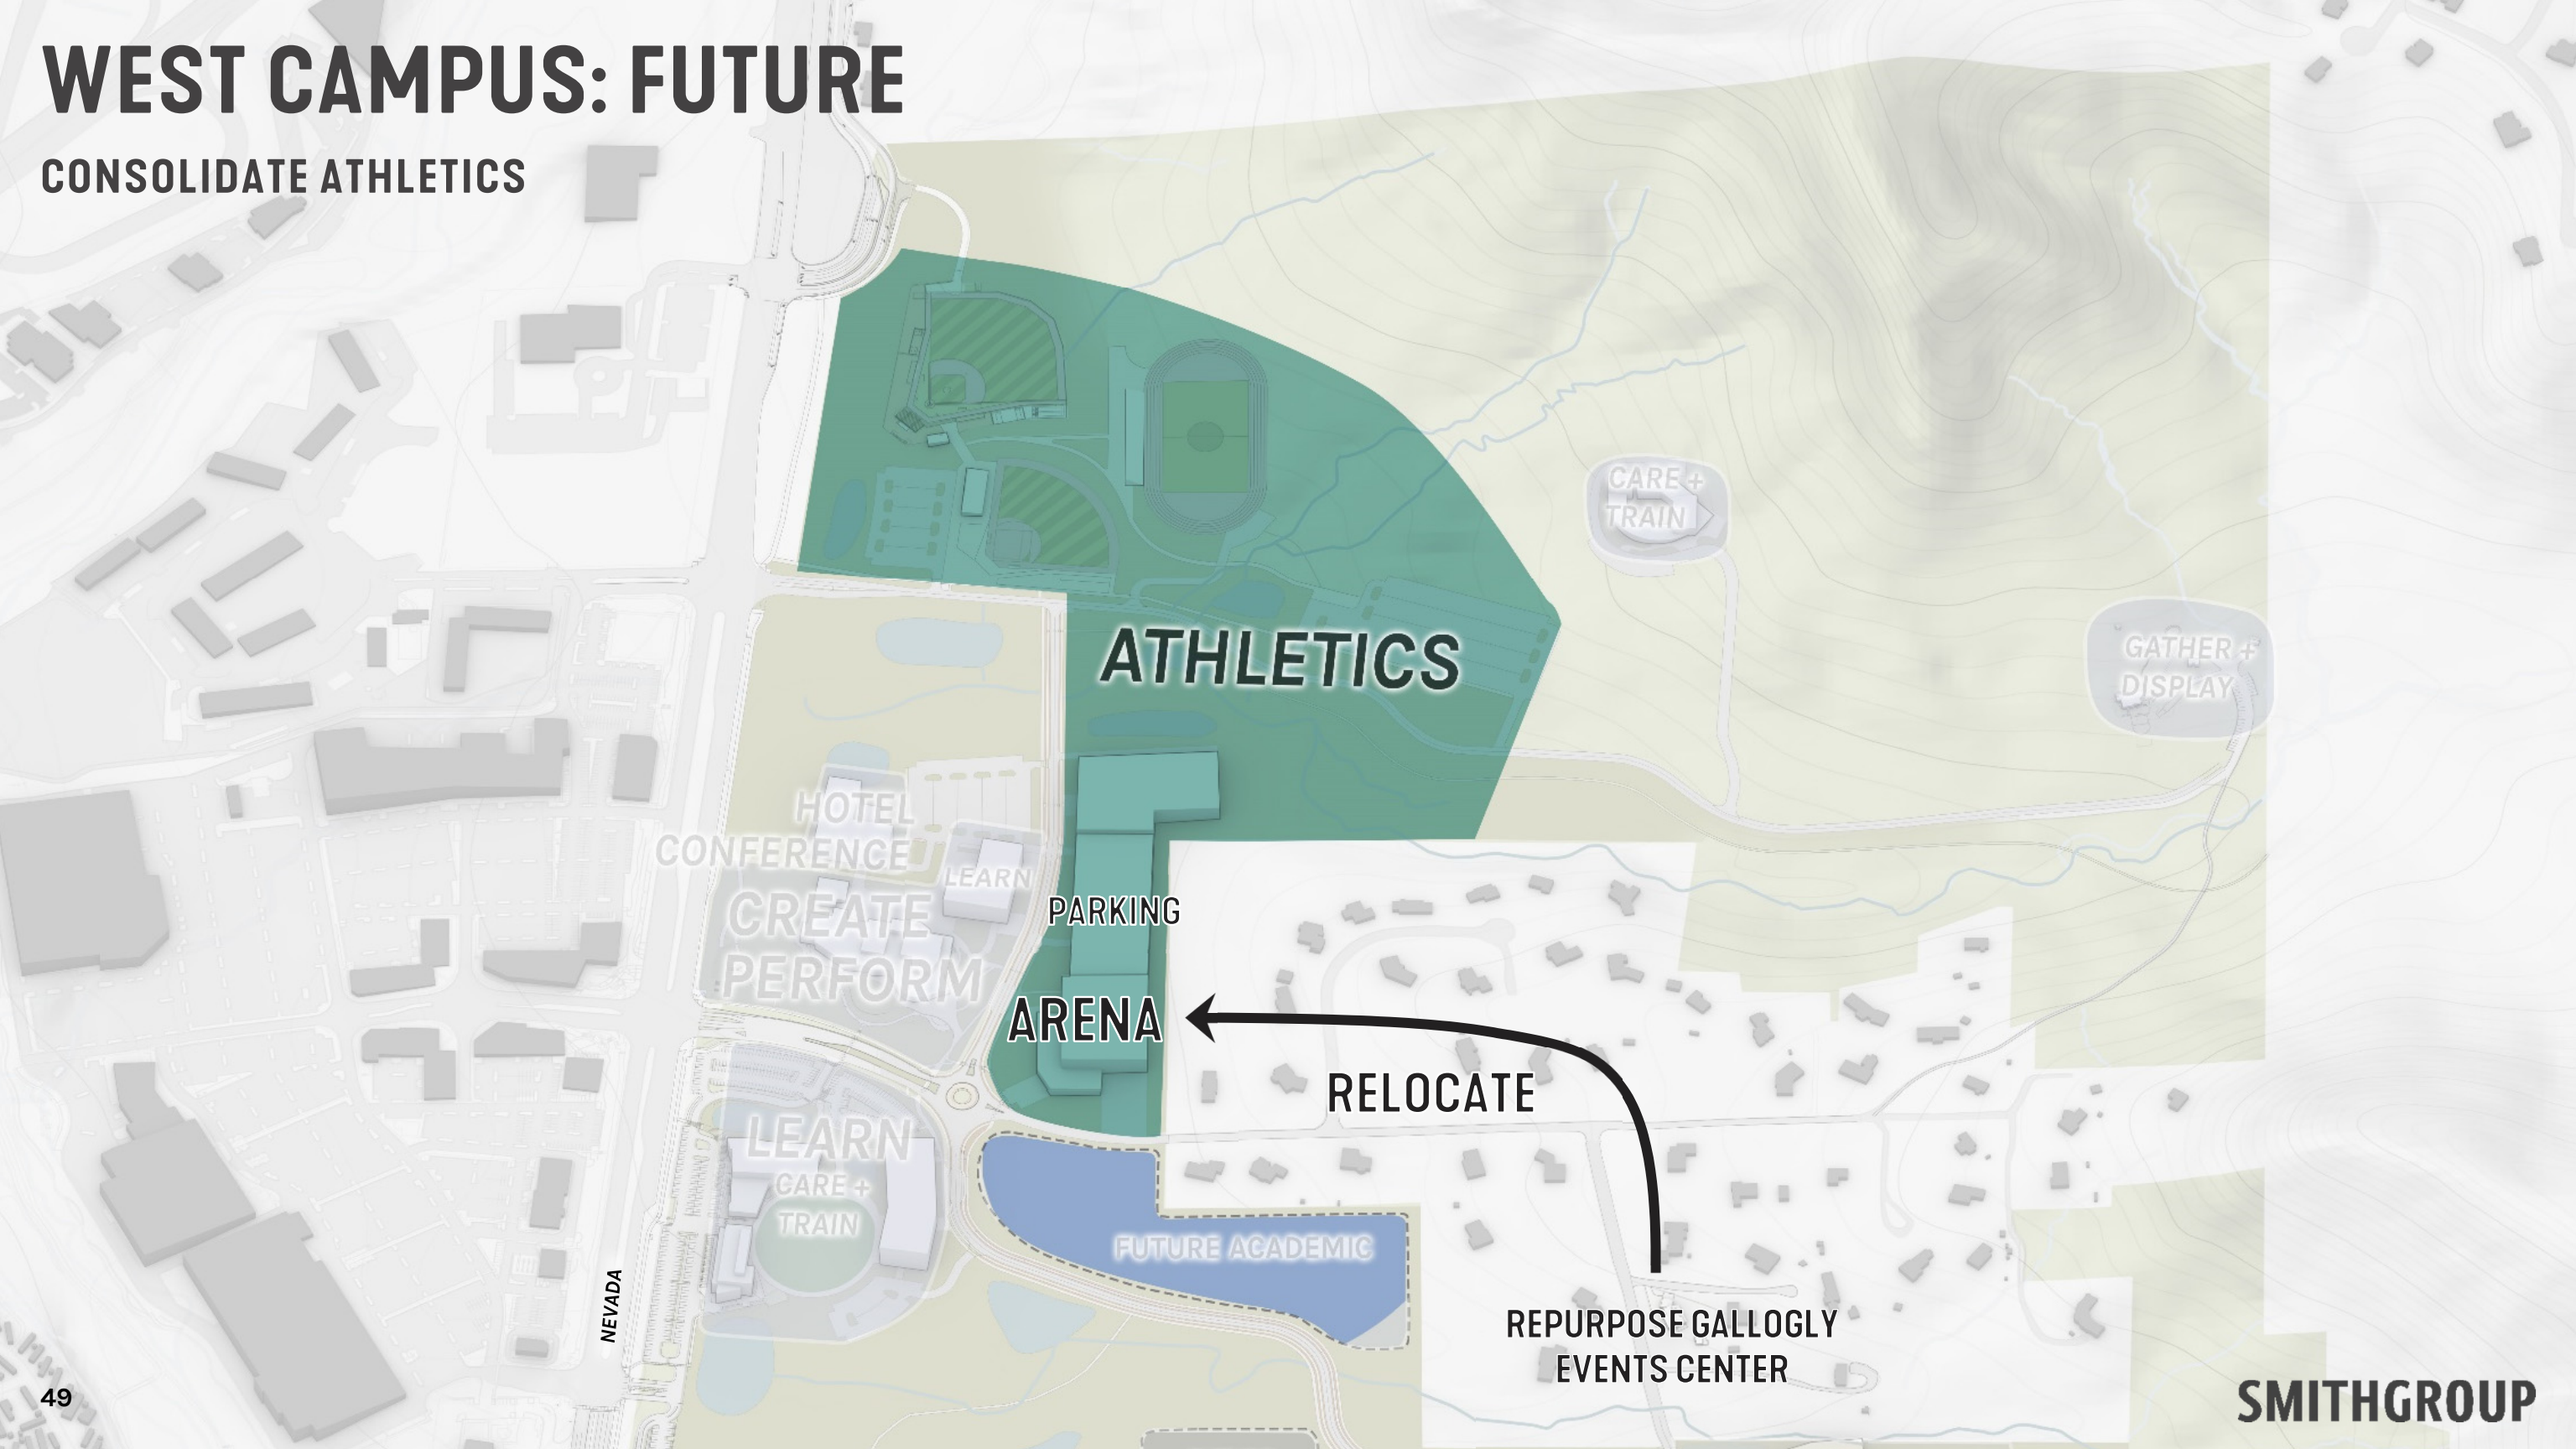 WEST CAMPUS: FUTURE
CONSOLIDATE ATHLETICS
CARE +
TRAIN
GATHER +
DISPLAY
ATHLETICS
HOTEL
CONFERENCE
LEARN
CREATE
PERFORM
PARKING
ARENA
RELOCATE
LEARN
CARE +
TRAIN
FUTURE ACADEMIC
NEVADA
REPURPOSE GALLOGLY
EVENTS CENTER
49
SMITHGROUP